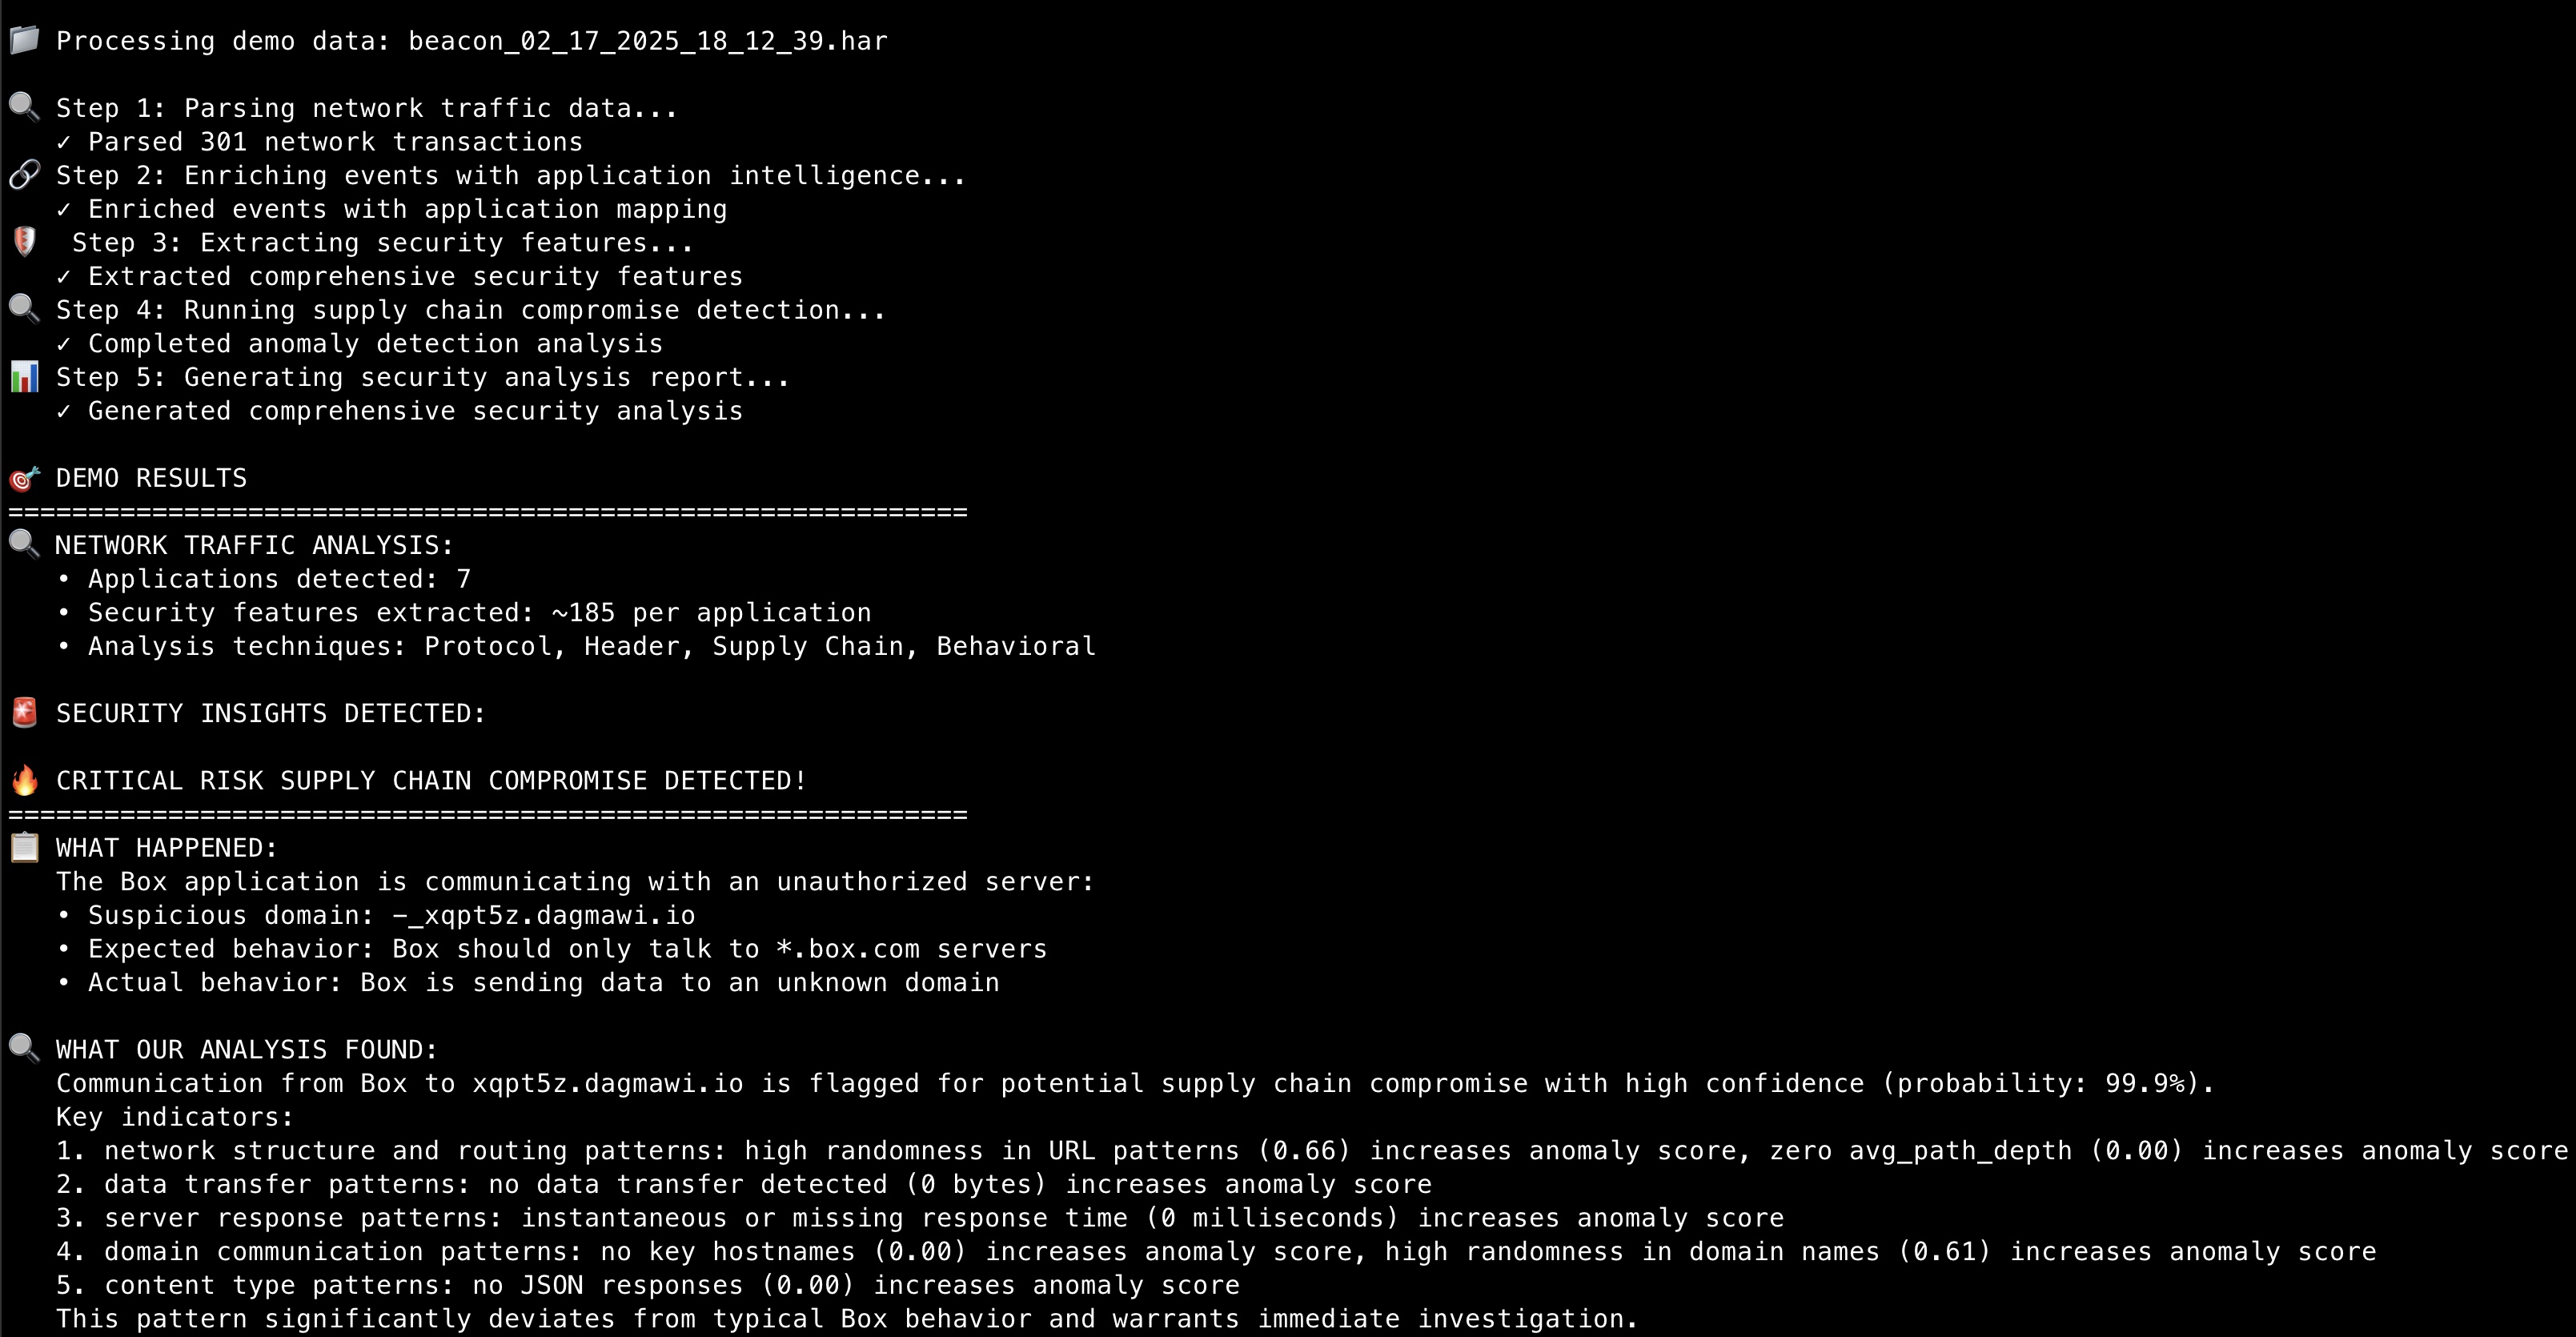 Processing demo data: beacon_02_17_2025_18_12_39.har
Step 1: Parsing network traffic data...
✓ Parsed 301 network transactions
Step 2: Enriching events with application intelligence...
✓ Enriched events with application mapping
Step 3: Extracting security features...
✓ Extracted comprehensive security features
Step 4: Running supply chain compromise detection...
✓ Completed anomaly detection analysis
Step 5: Generating security analysis report...
✓ Generated comprehensive security analysis
DEMO RESULTS
============================================================
NETWORK TRAFFIC ANALYSIS:
• Applications detected: 7
• Security features extracted: ~185 per application
• Analysis techniques: Protocol, Header, Supply Chain, Behavioral
SECURITY INSIGHTS DETECTED:
CRITICAL RISK SUPPLY CHAIN COMPROMISE DETECTED!
============================================================
WHAT HAPPENED:
The Box application is communicating with an unauthorized server:
• Suspicious domain: -_xqpt5z.dagmawi.io
• Expected behavior: Box should only talk to *.box.com servers
• Actual behavior: Box is sending data to an unknown domain
WHAT OUR ANALYSIS FOUND:
Communication from Box to xqpt5z.dagmawi.io is flagged for potential supply chain compromise with high confidence (probability: 99.9%).
Key indicators:
1. network structure and routing patterns: high randomness in URL patterns (0.66) increases anomaly score, zero avg_path_depth (0.00) increases anomaly score
2. data transfer patterns: no data transfer detected (0 bytes) increases anomaly score
3. server response patterns: instantaneous or missing response time (0 milliseconds) increases anomaly score
4. domain communication patterns: no key hostnames (0.00) increases anomaly score, high randomness in domain names (0.61) increases anomaly score
5. content type patterns: no JSON responses (0.00) increases anomaly score
This pattern significantly deviates from typical Box behavior and warrants immediate investigation.